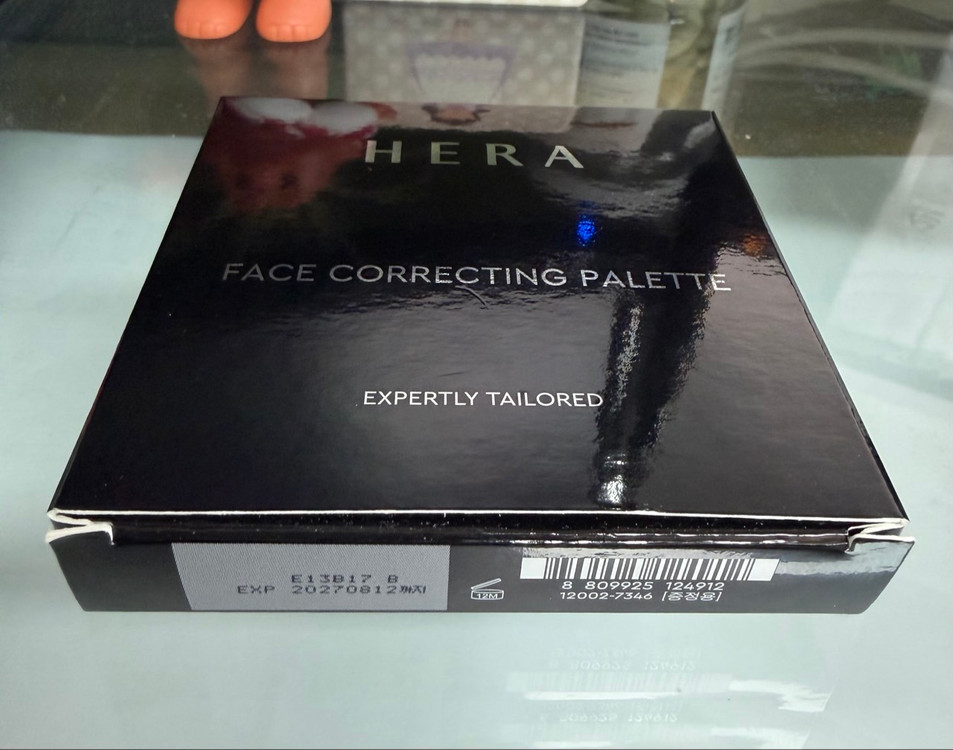 HERA
FACE CORRECTING PALETTE
EXPERTLY TAILORED
E13B17 B
EXP 20270812까지
12M
8 809925 124912
12002-7346 [증정용]